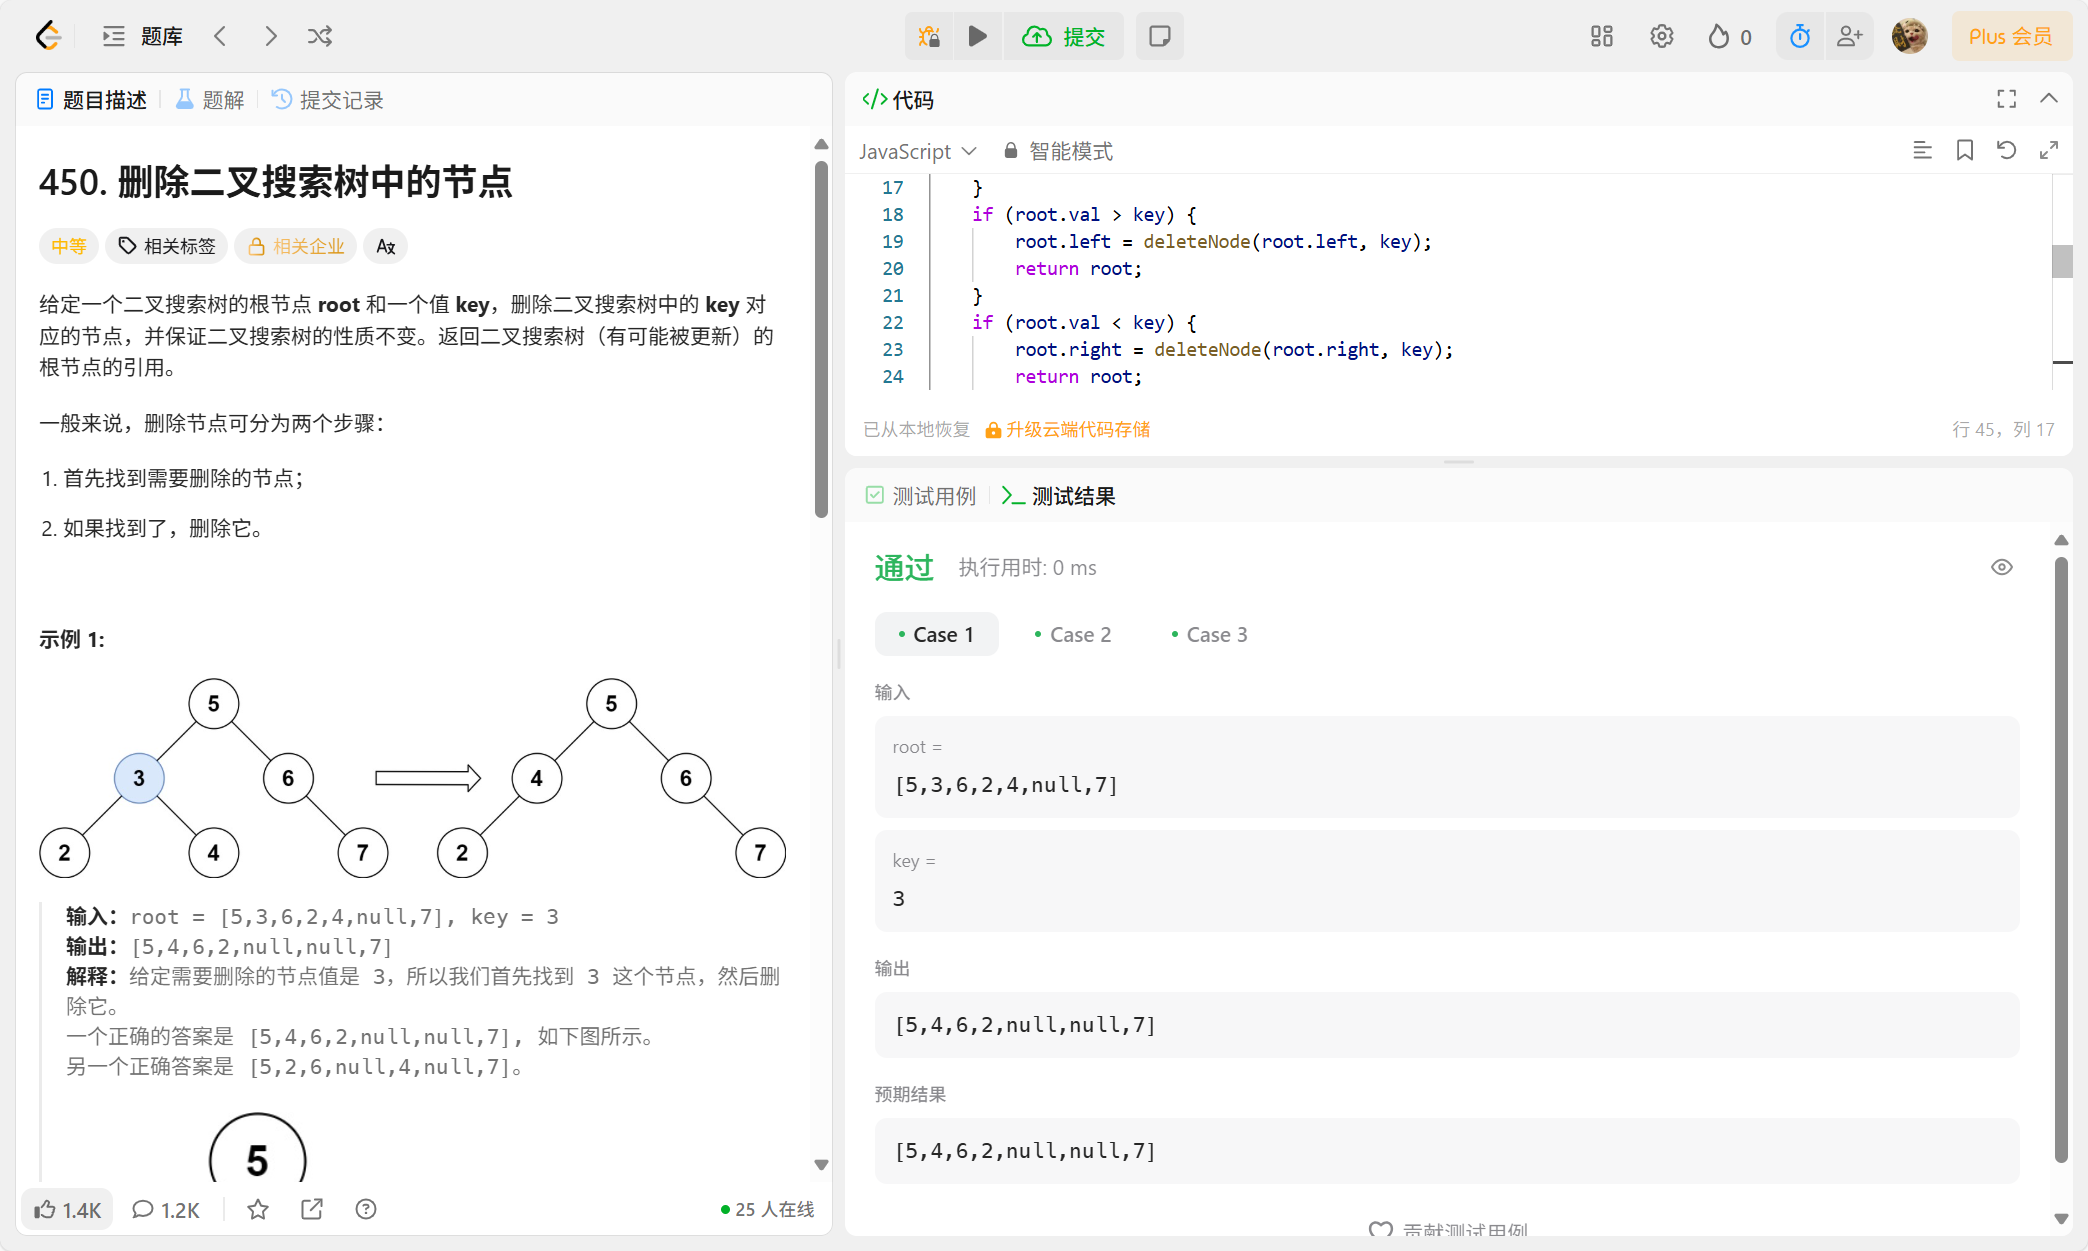 题库
提交
0
Plus 会员
题目描述
题解
提交记录
450. 删除二叉搜索树中的节点
中等
相关标签
相关企业
给定一个二叉搜索树的根节点 root 和一个值 key，删除二叉搜索树中的 key 对
应的节点，并保证二叉搜索树的性质不变。返回二叉搜索树（有可能被更新）的
根节点的引用。
一般来说，删除节点可分为两个步骤：
1. 首先找到需要删除的节点；
2. 如果找到了，删除它。
示例 1:
5
5
3
6
4
6
2
4
7
2
7
输入：root = [5,3,6,2,4,null,7], key = 3
输出：[5,4,6,2,null,null,7]
解释：给定需要删除的节点值是 3，所以我们首先找到 3 这个节点，然后删
除它。
一个正确的答案是 [5,4,6,2,null,null,7], 如下图所示。
另一个正确答案是 [5,2,6,null,4,null,7]。
5
1.4K
1.2K
25 人在线
</> 代码
JavaScript
智能模式
17 }
18 if (root.val > key) {
19 root.left = deleteNode(root.left, key);
20 return root;
21 }
22 if (root.val < key) {
23 root.right = deleteNode(root.right, key);
24 return root;
已从本地恢复
升级云端代码存储
行 45，列 17
测试用例
测试结果
通过
执行用时: 0 ms
Case 1
Case 2
Case 3
输入
root =
[5,3,6,2,4,null,7]
key =
3
输出
[5,4,6,2,null,null,7]
预期结果
[5,4,6,2,null,null,7]
贡献测试用例